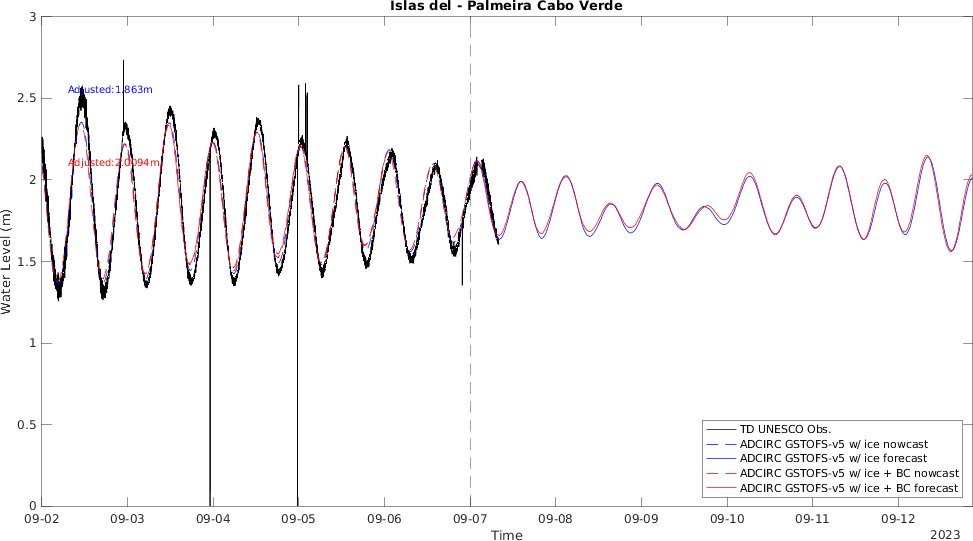 Islas del - Palmeira Cabo Verde
3
2.5
2
1.5
1
0.5
0
Water Level (m)
Adjusted:1.863m
Adjusted:2.0094m
TD UNESCO Obs.
ADCIRC GSTOFS-v5 w/ ice nowcast
ADCIRC GSTOFS-v5 w/ ice forecast
ADCIRC GSTOFS-v5 w/ ice + BC nowcast
ADCIRC GSTOFS-v5 w/ ice + BC forecast
09-02 09-03 09-04 09-05 09-06 09-07 09-08 09-09 09-10 09-11 09-12
Time
2023